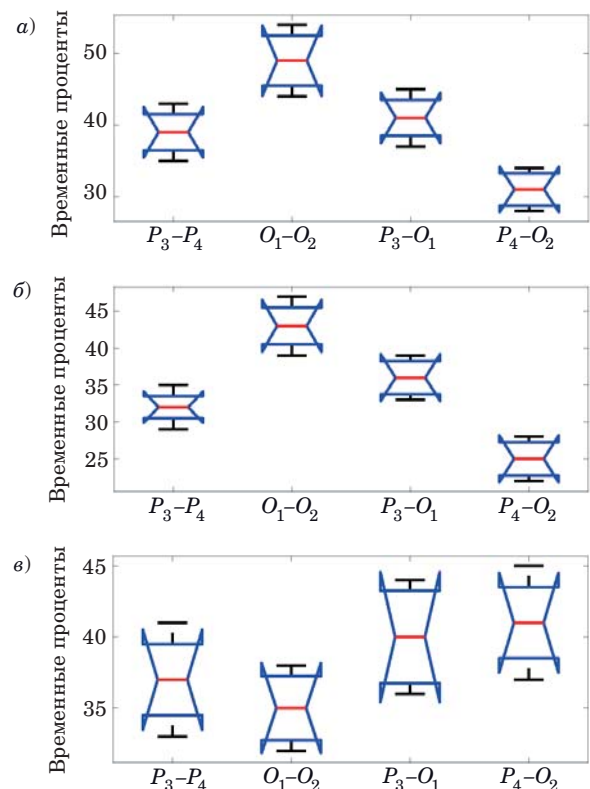 а)
Временные проценты
50
40
30
P₃–P₄ O₁–O₂ P₃–O₁ P₄–O₂
б)
Временные проценты
45
40
35
30
25
P₃–P₄ O₁–O₂ P₃–O₁ P₄–O₂
в)
Временные проценты
45
40
35
P₃–P₄ O₁–O₂ P₃–O₁ P₄–O₂